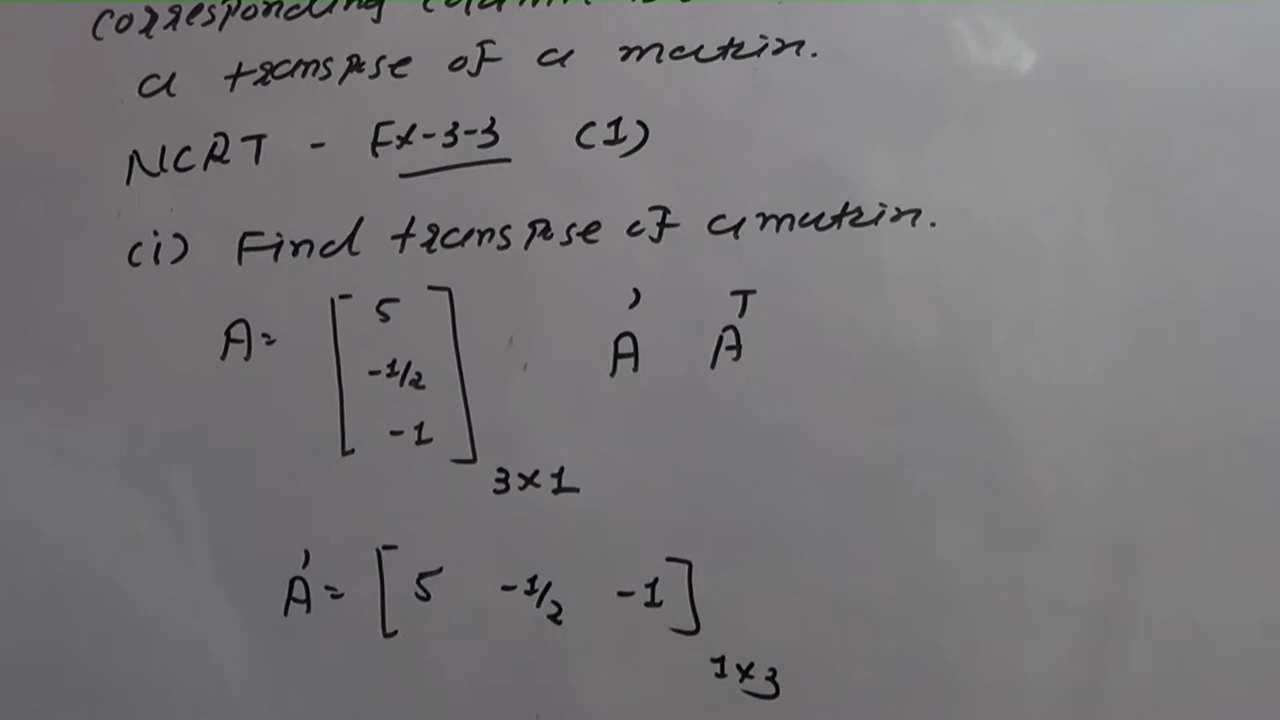 corresponding
a transpose of a matrix.
NCRT - Ex-3-3 (1)
(i) Find transpose of a matrix.
A= [5 -1/2 -1] 3×1 A' A^T
A'= [5 -1/2 -1] 1×3